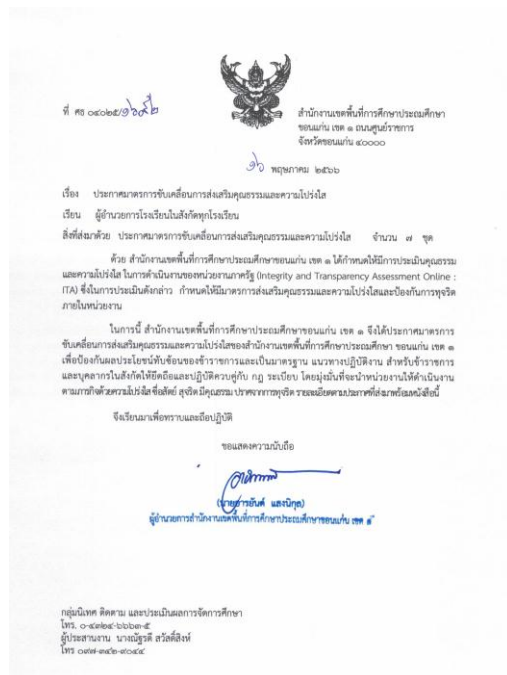 ที่ ศธ ๐๔๐๒๕/
สำนักงานเขตพื้นที่การศึกษาประถมศึกษา
ขอนแก่น เขต ๑ ถนนศูนย์ราชการ
จังหวัดขอนแก่น ๔๐๐๐๐
๑๖ พฤษภาคม ๒๕๖๖
เรื่อง ประกาศมาตรการขับเคลื่อนการส่งเสริมคุณธรรมและความโปร่งใส
เรียน ผู้อำนวยการโรงเรียนในสังกัดทุกโรงเรียน
สิ่งที่ส่งมาด้วย ประกาศมาตรการขับเคลื่อนการส่งเสริมคุณธรรมและความโปร่งใส จำนวน ๗ ชุด
ด้วย สำนักงานเขตพื้นที่การศึกษาประถมศึกษาขอนแก่น เขต ๑ ได้กำหนดให้มีการประเมินคุณธรรม
และความโปร่งใส ในการดำเนินงานของหน่วยงานภาครัฐ (Integrity and Transparency Assessment Online :
ITA) ซึ่งในการประเมินดังกล่าว กำหนดให้มีมาตรการส่งเสริมคุณธรรมและความโปร่งใสและป้องกันการทุจริต
ภายในหน่วยงาน
ในการนี้ สำนักงานเขตพื้นที่การศึกษาประถมศึกษาขอนแก่น เขต ๑ จึงได้ประกาศมาตรการ
ขับเคลื่อนการส่งเสริมคุณธรรมและความโปร่งใสของสำนักงานเขตพื้นที่การศึกษาประถมศึกษาขอนแก่น เขต ๑
เพื่อป้องกันผลประโยชน์ทับซ้อนของข้าราชการและเป็นมาตรฐาน แนวทางปฏิบัติงาน สำหรับข้าราชการ
และบุคลากรในสังกัดให้ยึดถือและปฏิบัติควบคู่กับ กฎ ระเบียบ โดยมุ่งมั่นที่จะนำหน่วยงานให้ดำเนินงาน
ตามภารกิจด้วยความโปร่งใส ซื่อสัตย์ สุจริต มีคุณธรรม ปราศจากการทุจริต รายละเอียดตามประกาศที่ส่งมาพร้อมหนังสือนี้
จึงเรียนมาเพื่อทราบและถือปฏิบัติ
ขอแสดงความนับถือ
(นายภารยันต์ แสงนิกุล)
ผู้อำนวยการสำนักงานเขตพื้นที่การศึกษาประถมศึกษาขอนแก่น เขต ๑
กลุ่มนิเทศ ติดตาม และประเมินผลการจัดการศึกษา
โทร. ๐-๔๓๒๔-๖๖๖๓-๕
ผู้ประสานงาน นางณัฐรดี สวัสดิ์สิงห์
โทร ๐๙๗-๓๔๒-๙๐๔๔